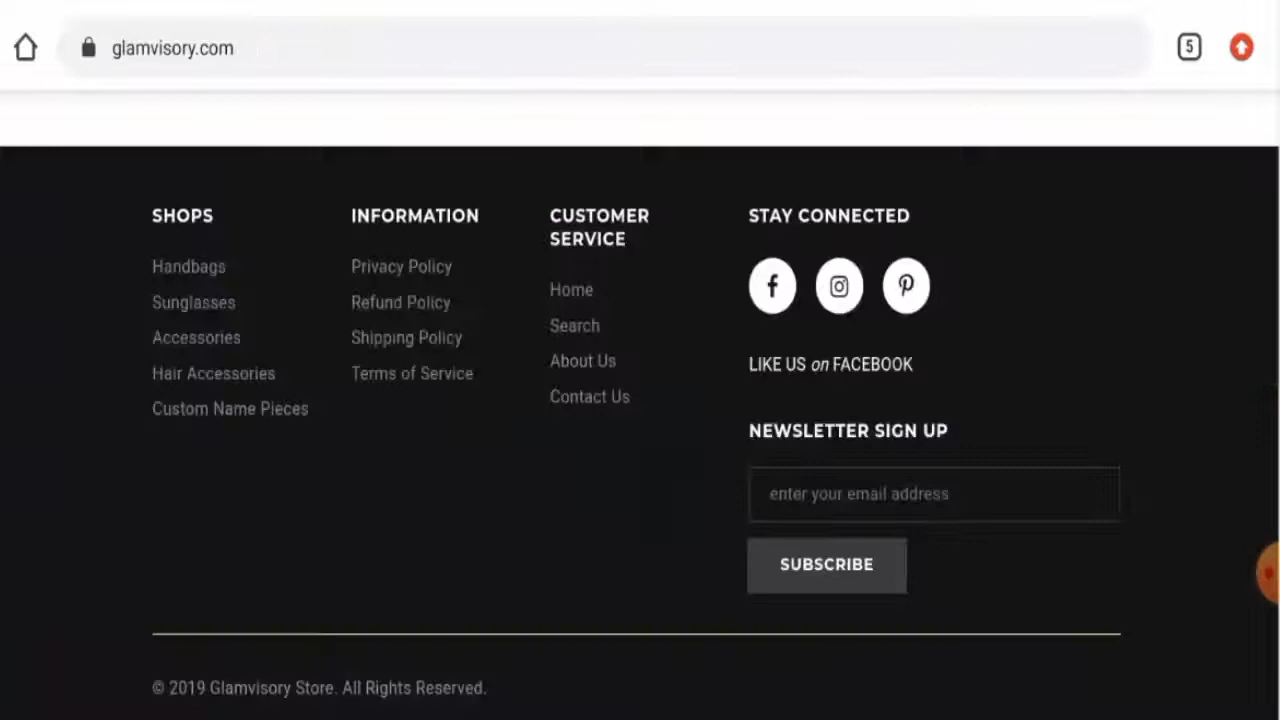 glamvisory.com
5
SHOPS
Handbags
Sunglasses
Accessories
Hair Accessories
Custom Name Pieces
INFORMATION
Privacy Policy
Refund Policy
Shipping Policy
Terms of Service
CUSTOMER
SERVICE
Home
Search
About Us
Contact Us
STAY CONNECTED
LIKE US on FACEBOOK
NEWSLETTER SIGN UP
enter your email address
SUBSCRIBE
© 2019 Glamvisory Store. All Rights Reserved.